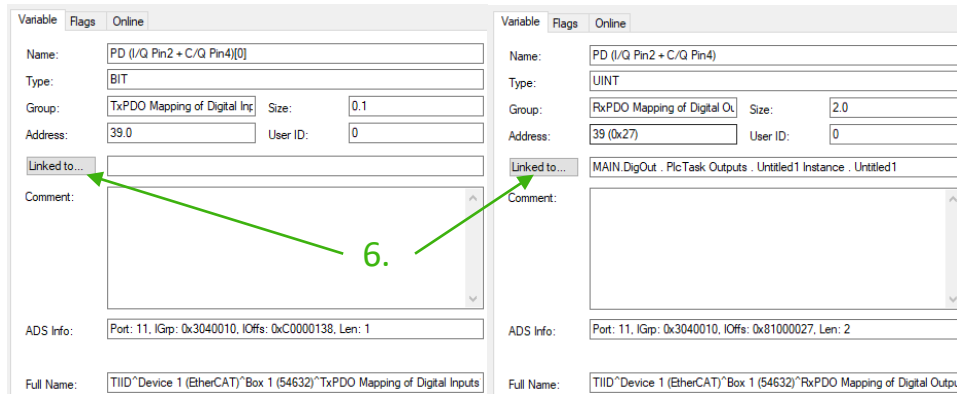 Variable Flags Online
Name: PD (I/Q Pin2 + C/Q Pin4)[0]
Type: BIT
Group: TxPDO Mapping of Digital Inp Size: 0.1
Address: 39.0 User ID: 0
Linked to...
Comment:
ADS Info: Port: 11, IGrp: 0x3040010, IOffs: 0xC0000138, Len: 1
Full Name: TIID^Device 1 (EtherCAT)^Box 1 (54632)^TxPDO Mapping of Digital Inputs
6.
Variable Flags Online
Name: PD (I/Q Pin2 + C/Q Pin4)
Type: UINT
Group: RxPDO Mapping of Digital Ou Size: 2.0
Address: 39 (0x27) User ID: 0
Linked to... MAIN.DigOut . PlcTask Outputs . Untitled1 Instance . Untitled1
Comment:
ADS Info: Port: 11, IGrp: 0x3040010, IOffs: 0x81000027, Len: 2
Full Name: TIID^Device 1 (EtherCAT)^Box 1 (54632)^RxPDO Mapping of Digital Outpu